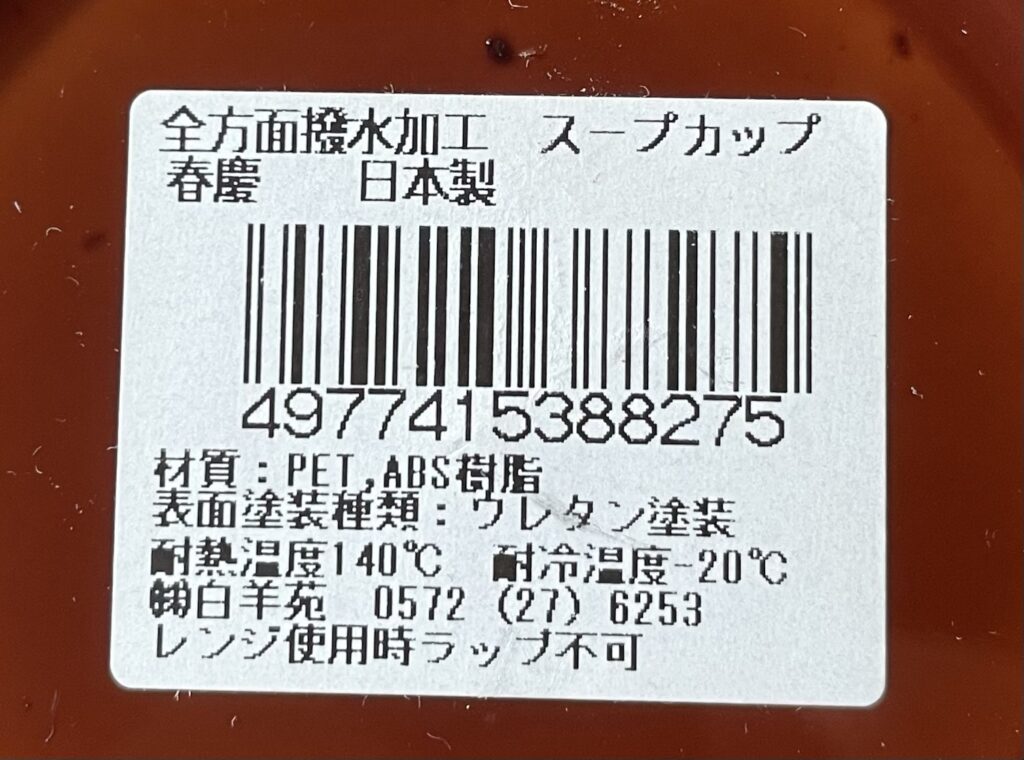 全方面撥水加工　スープカップ
春慶　　日本製
4977415388275
材質：PET,ABS樹脂
表面塗装種類：ウレタン塗装
耐熱温度140℃　耐冷温度-20℃
㈱白羊苑　0572 (27) 6253
レンジ使用時ラップ不可